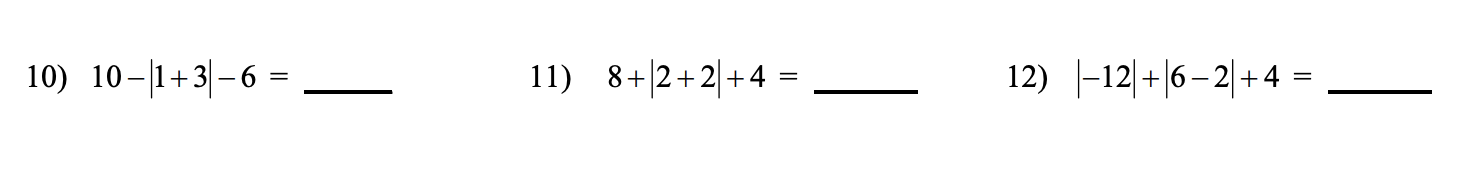 10) 10 – |1 + 3| – 6 = ______ 11) 8 + |2 + 2| + 4 = ______ 12) |–12| + |6 – 2| + 4 = ______